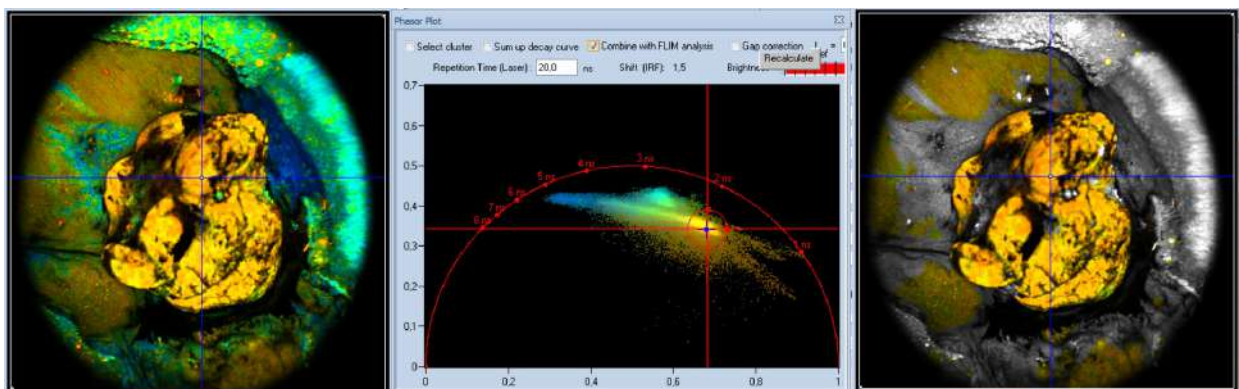 Phasor Plot
Select cluster Sum up decay curve Combine with FLIM analysis Gap correction
Recalculate
Repetition Time (Laser): 20,0 ns Shift (IRF): 1,5
0,7
0,6
0,5
0,4
0,3
0,2
0,1
0
3 ns
4 ns
5 ns
2 ns
6 ns
7 ns
8 ns
1 ns
0 0,2 0,4 0,6 0,8 1